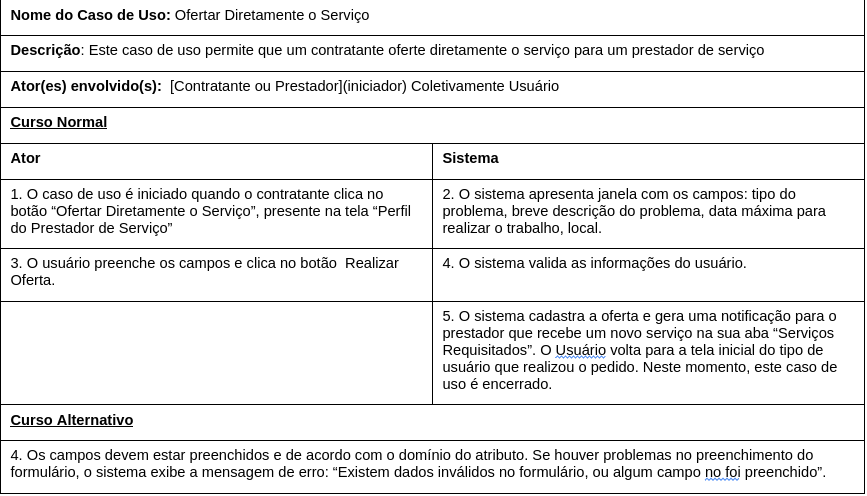 Nome do Caso de Uso: Ofertar Diretamente o Serviço
Descrição: Este caso de uso permite que um contratante oferte diretamente o serviço para um prestador de serviço
Ator(es) envolvido(s): [Contratante ou Prestador](iniciador) Coletivamente Usuário
Curso Normal
Ator
Sistema
1. O caso de uso é iniciado quando o contratante clica no
botão “Ofertar Diretamente o Serviço”, presente na tela “Perfil
do Prestador de Serviço”
2. O sistema apresenta janela com os campos: tipo do
problema, breve descrição do problema, data máxima para
realizar o trabalho, local.
3. O usuário preenche os campos e clica no botão  Realizar
Oferta.
4. O sistema valida as informações do usuário.
5. O sistema cadastra a oferta e gera uma notificação para o
prestador que recebe um novo serviço na sua aba “Serviços
Requisitados”. O Usuário volta para a tela inicial do tipo de
usuário que realizou o pedido. Neste momento, este caso de
uso é encerrado.
Curso Alternativo
4. Os campos devem estar preenchidos e de acordo com o domínio do atributo. Se houver problemas no preenchimento do
formulário, o sistema exibe a mensagem de erro: “Existem dados inválidos no formulário, ou algum campo no foi preenchido”.